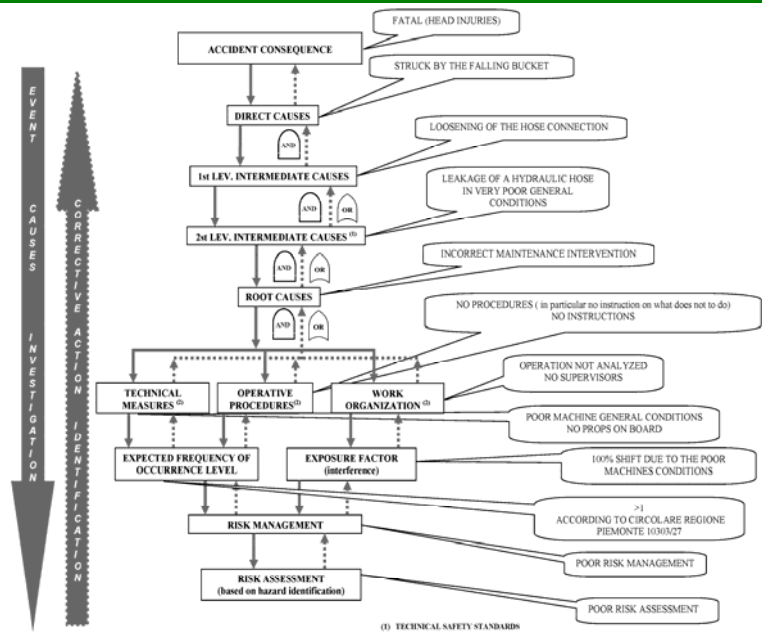 FATAL (HEAD INJURIES)
ACCIDENT CONSEQUENCE
STRUCK BY THE FALLING BUCKET
DIRECT CAUSES
AND
LOOSENING OF THE HOSE CONNECTION
1st LEV. INTERMEDIATE CAUSES
LEAKAGE OF A HYDRAULIC HOSE
IN VERY POOR GENERAL
CONDITIONS
AND
OR
2st LEV. INTERMEDIATE CAUSES (1)
INCORRECT MAINTENANCE INTERVENTION
AND
OR
ROOT CAUSES
NO PROCEDURES ( in particular no instruction on what does not to do)
NO INSTRUCTIONS
AND
OR
OPERATION NOT ANALYZED
NO SUPERVISORS
TECHNICAL
MEASURES (2)
OPERATIVE
PROCEDURES(2)
WORK
ORGANIZATION (2)
POOR MACHINE GENERAL CONDITIONS
NO PROPS ON BOARD
EXPECTED FREQUENCY OF
OCCURRENCE LEVEL
EXPOSURE FACTOR
(interference)
100% SHIFT DUE TO THE POOR
MACHINES CONDITIONS
>1
ACCORDING TO CIRCOLARE REGIONE
PIEMONTE 10303/27
RISK MANAGEMENT
POOR RISK MANAGEMENT
RISK ASSESSMENT
(based on hazard identification)
POOR RISK ASSESSMENT
(1) TECHNICAL SAFETY STANDARDS
EVENT CAUSES INVESTIGATION
CORRECTIVE ACTION IDENTIFICATION